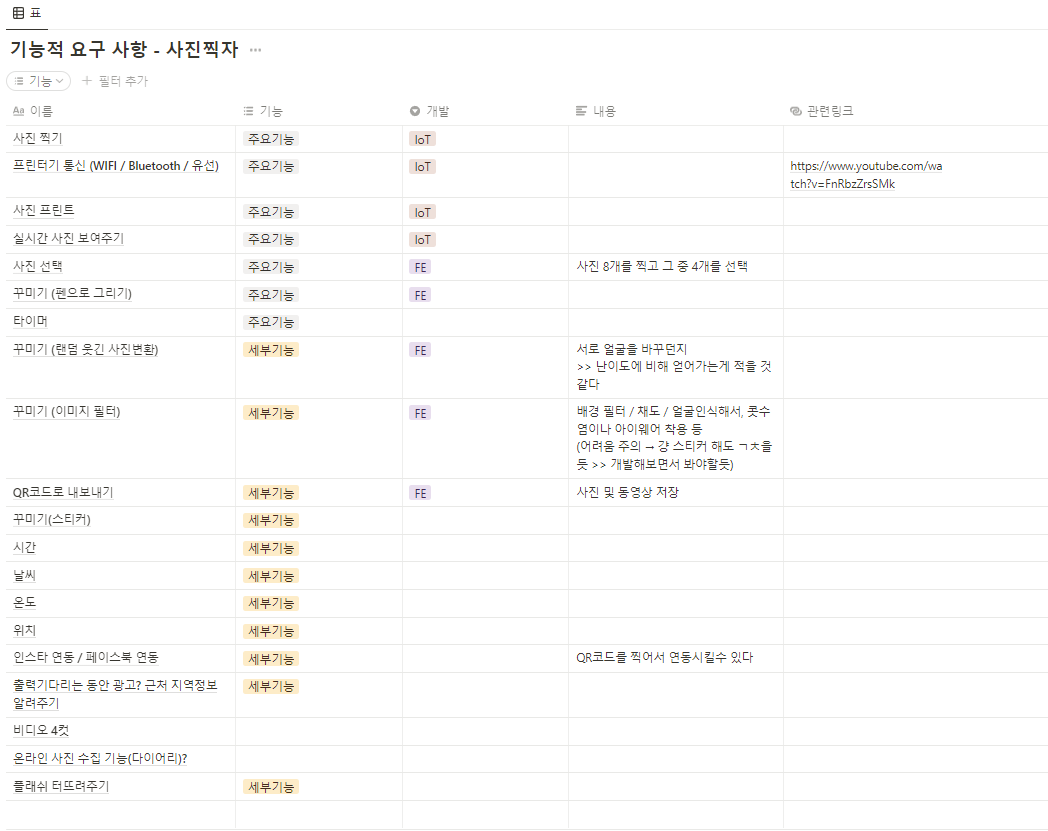 표
기능적 요구 사항 - 사진찍자 ···
기능
+ 필터 추가
Aa 이름 기능 개발 내용 관련링크
사진 찍기 주요기능 IoT
프린터기 통신 (WIFI / Bluetooth / 유선) 주요기능 IoT https://www.youtube.com/wa
tch?v=FnRbzZrsSMk
사진 프린트 주요기능 IoT
실시간 사진 보여주기 주요기능 IoT
사진 선택 주요기능 FE 사진 8개를 찍고 그 중 4개를 선택
꾸미기 (펜으로 그리기) 주요기능 FE
타이머 주요기능
꾸미기 (랜덤 웃긴 사진변환) 세부기능 FE 서로 얼굴을 바꾸던지
>> 난이도에 비해 얻어가는게 적을 것
같다
꾸미기 (이미지 필터) 세부기능 FE 배경 필터 / 채도 / 얼굴인식해서, 콧수
염이나 아이웨어 착용 등
(어려움 주의 → 걍 스티커 해도 ㄱㅊ을
듯 >> 개발해보면서 봐야할듯)
QR코드로 내보내기 세부기능 FE 사진 및 동영상 저장
꾸미기(스티커) 세부기능
시간 세부기능
날씨 세부기능
온도 세부기능
위치 세부기능
인스타 연동 / 페이스북 연동 세부기능 QR코드를 찍어서 연동시킬수 있다
출력기다리는 동안 광고? 근처 지역정보 세부기능
알려주기
비디오 4컷
온라인 사진 수집 기능(다이어리)?
플래쉬 터뜨려주기 세부기능